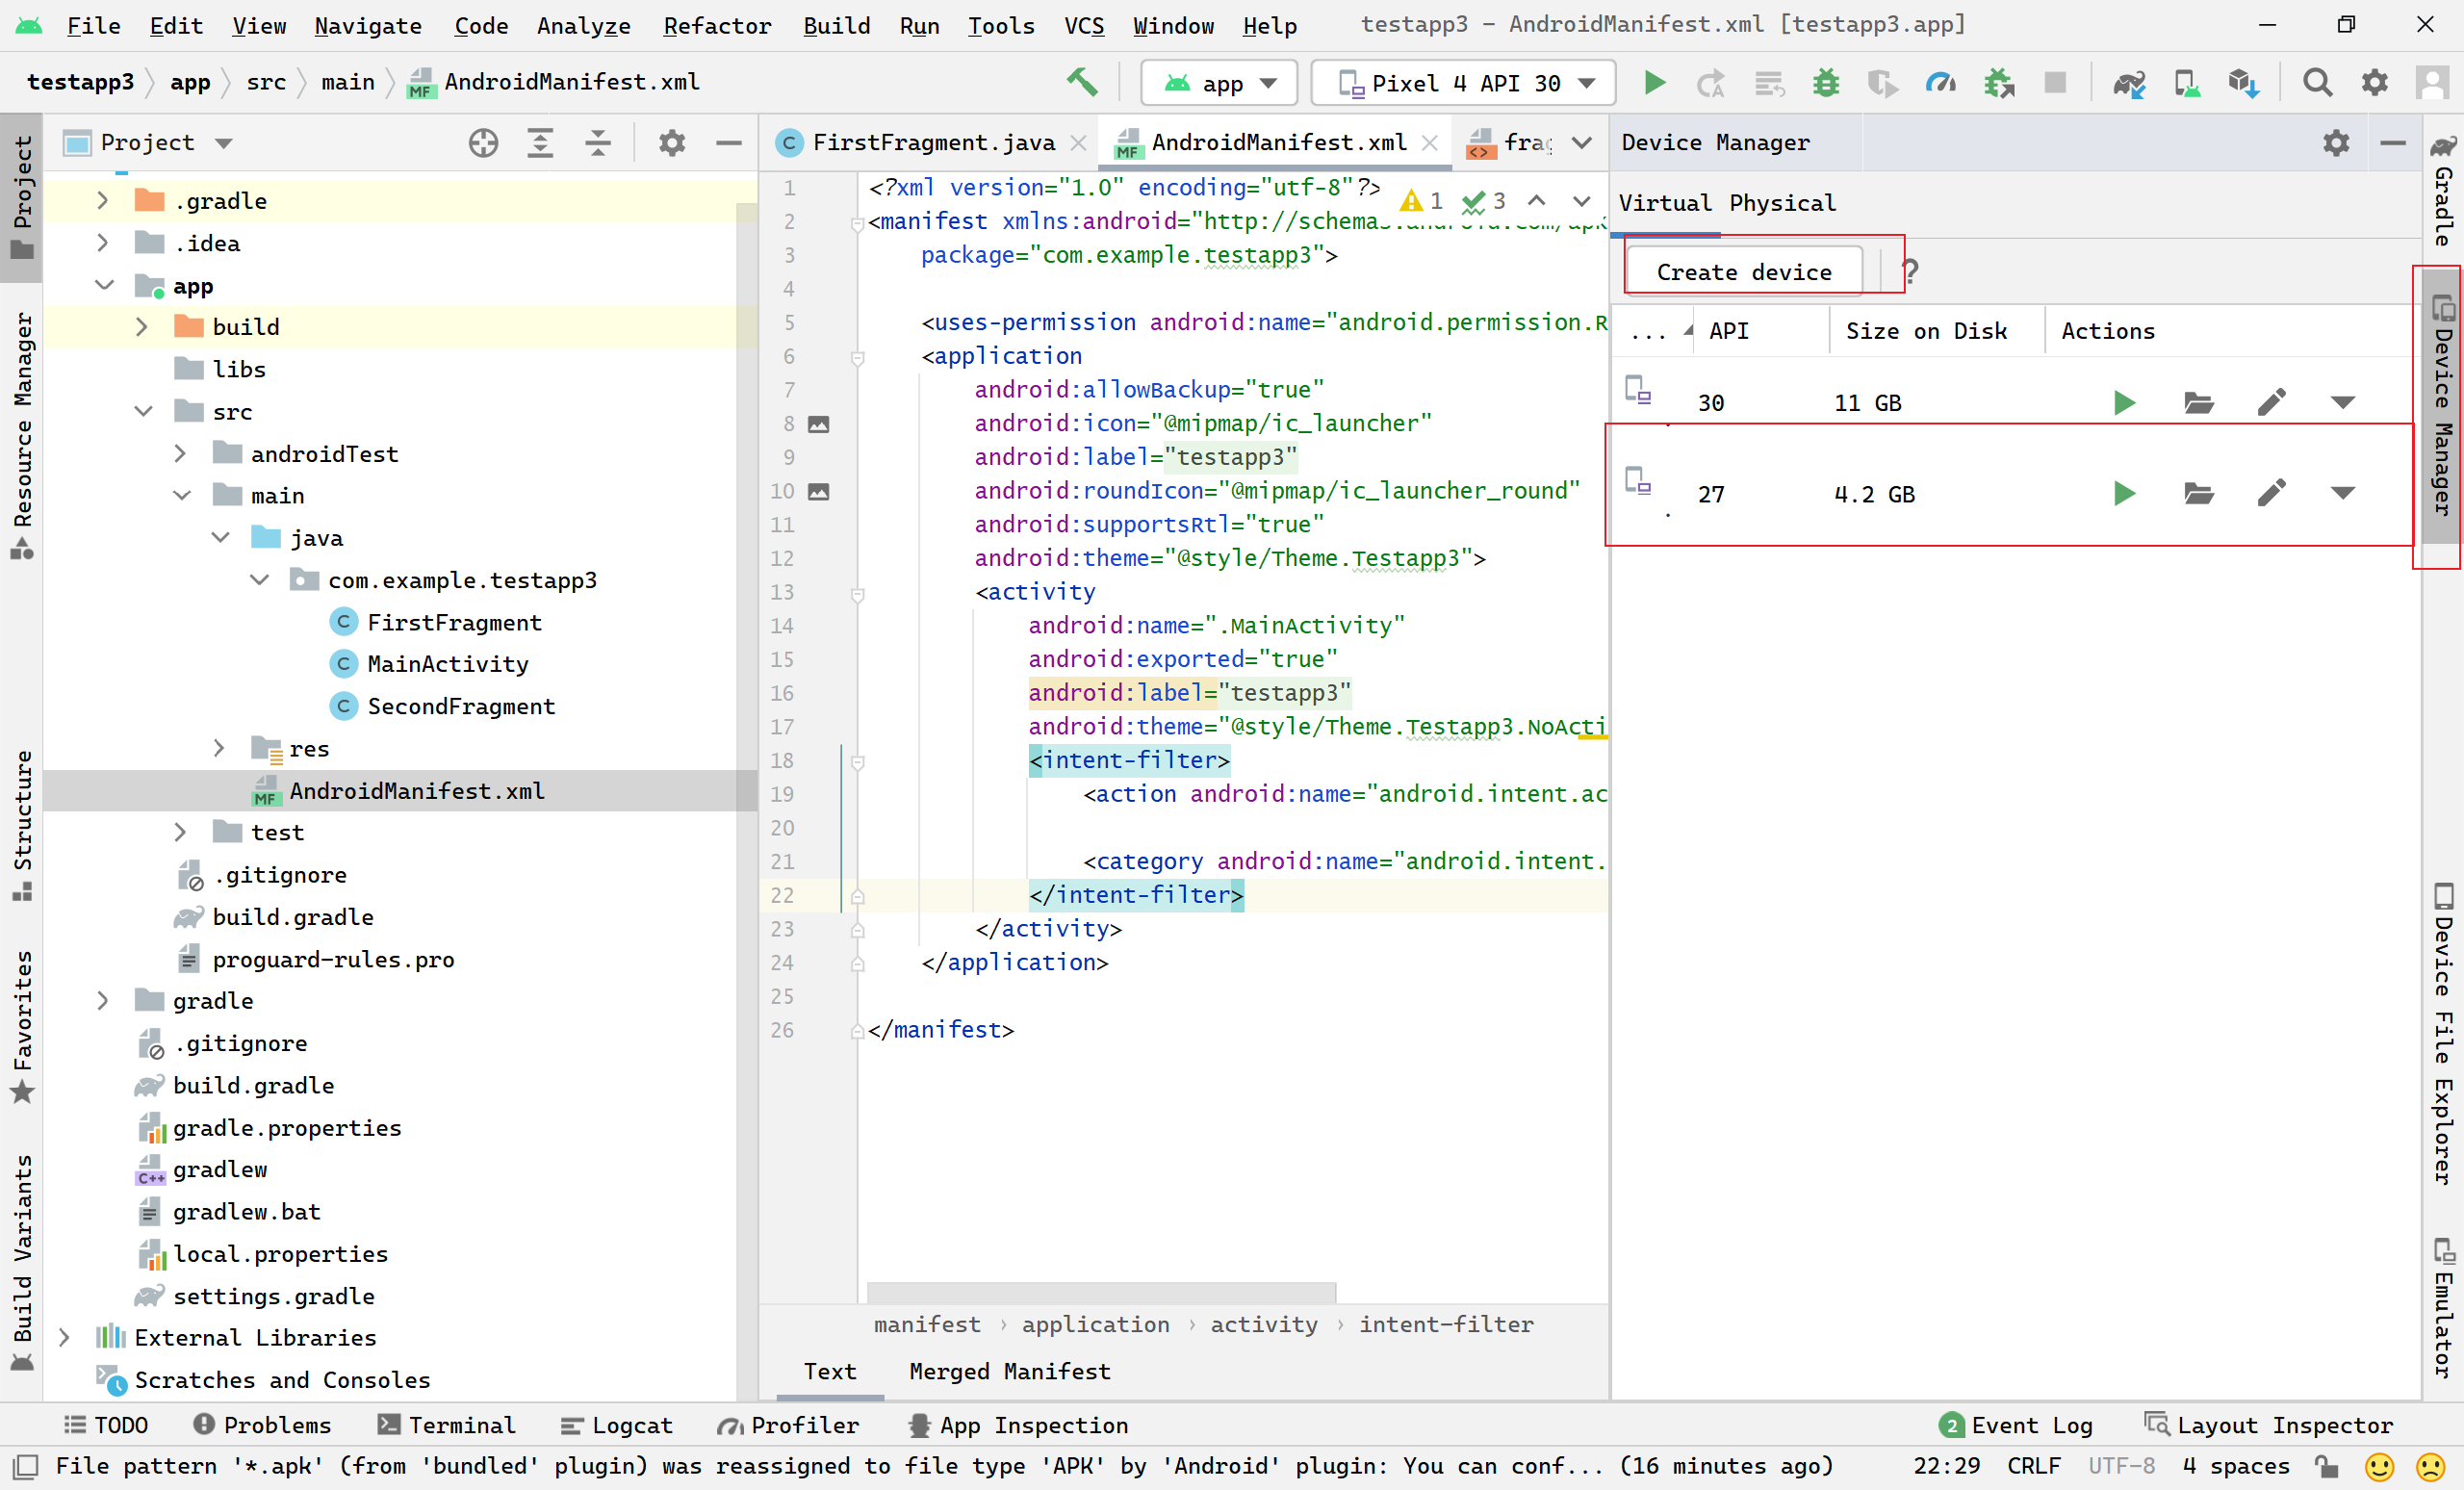 File Edit View Navigate Code Analyze Refactor Build Run Tools VCS Window Help testapp3 - AndroidManifest.xml [testapp3.app]
testapp3 app src main AndroidManifest.xml app Pixel 4 API 30
Project
Resource Manager
Structure
Favorites
Build Variants
Project
.gradle
.idea
app
build
libs
src
androidTest
main
java
com.example.testapp3
FirstFragment
MainActivity
SecondFragment
res
AndroidManifest.xml
test
.gitignore
build.gradle
proguard-rules.pro
gradle
.gitignore
build.gradle
gradle.properties
gradlew
gradlew.bat
local.properties
settings.gradle
External Libraries
Scratches and Consoles
FirstFragment.java AndroidManifest.xml
1 <?xml version="1.0" encoding="utf-8"?>
1 3
2 <manifest xmlns:android="http://schemas.android.com/apk
3 package="com.example.testapp3">
4
5 <uses-permission android:name="android.permission.R
6 <application
7 android:allowBackup="true"
8 android:icon="@mipmap/ic_launcher"
9 android:label="testapp3"
10 android:roundIcon="@mipmap/ic_launcher_round"
11 android:supportsRtl="true"
12 android:theme="@style/Theme.Testapp3">
13 <activity
14 android:name=".MainActivity"
15 android:exported="true"
16 android:label="testapp3"
17 android:theme="@style/Theme.Testapp3.NoActi
18 <intent-filter>
19 <action android:name="android.intent.ac
20
21 <category android:name="android.intent.
22 </intent-filter>
23 </activity>
24 </application>
25
26 </manifest>
manifest › application › activity › intent-filter
Text Merged Manifest
Device Manager
Virtual Physical
Create device ?
... API Size on Disk Actions
30 11 GB
27 4.2 GB
Gradle
Device Manager
Device File Explorer
Emulator
TODO Problems Terminal Logcat Profiler App Inspection 2 Event Log Layout Inspector
File pattern '*.apk' (from 'bundled' plugin) was reassigned to file type 'APK' by 'Android' plugin: You can conf... (16 minutes ago) 22:29 CRLF UTF-8 4 spaces